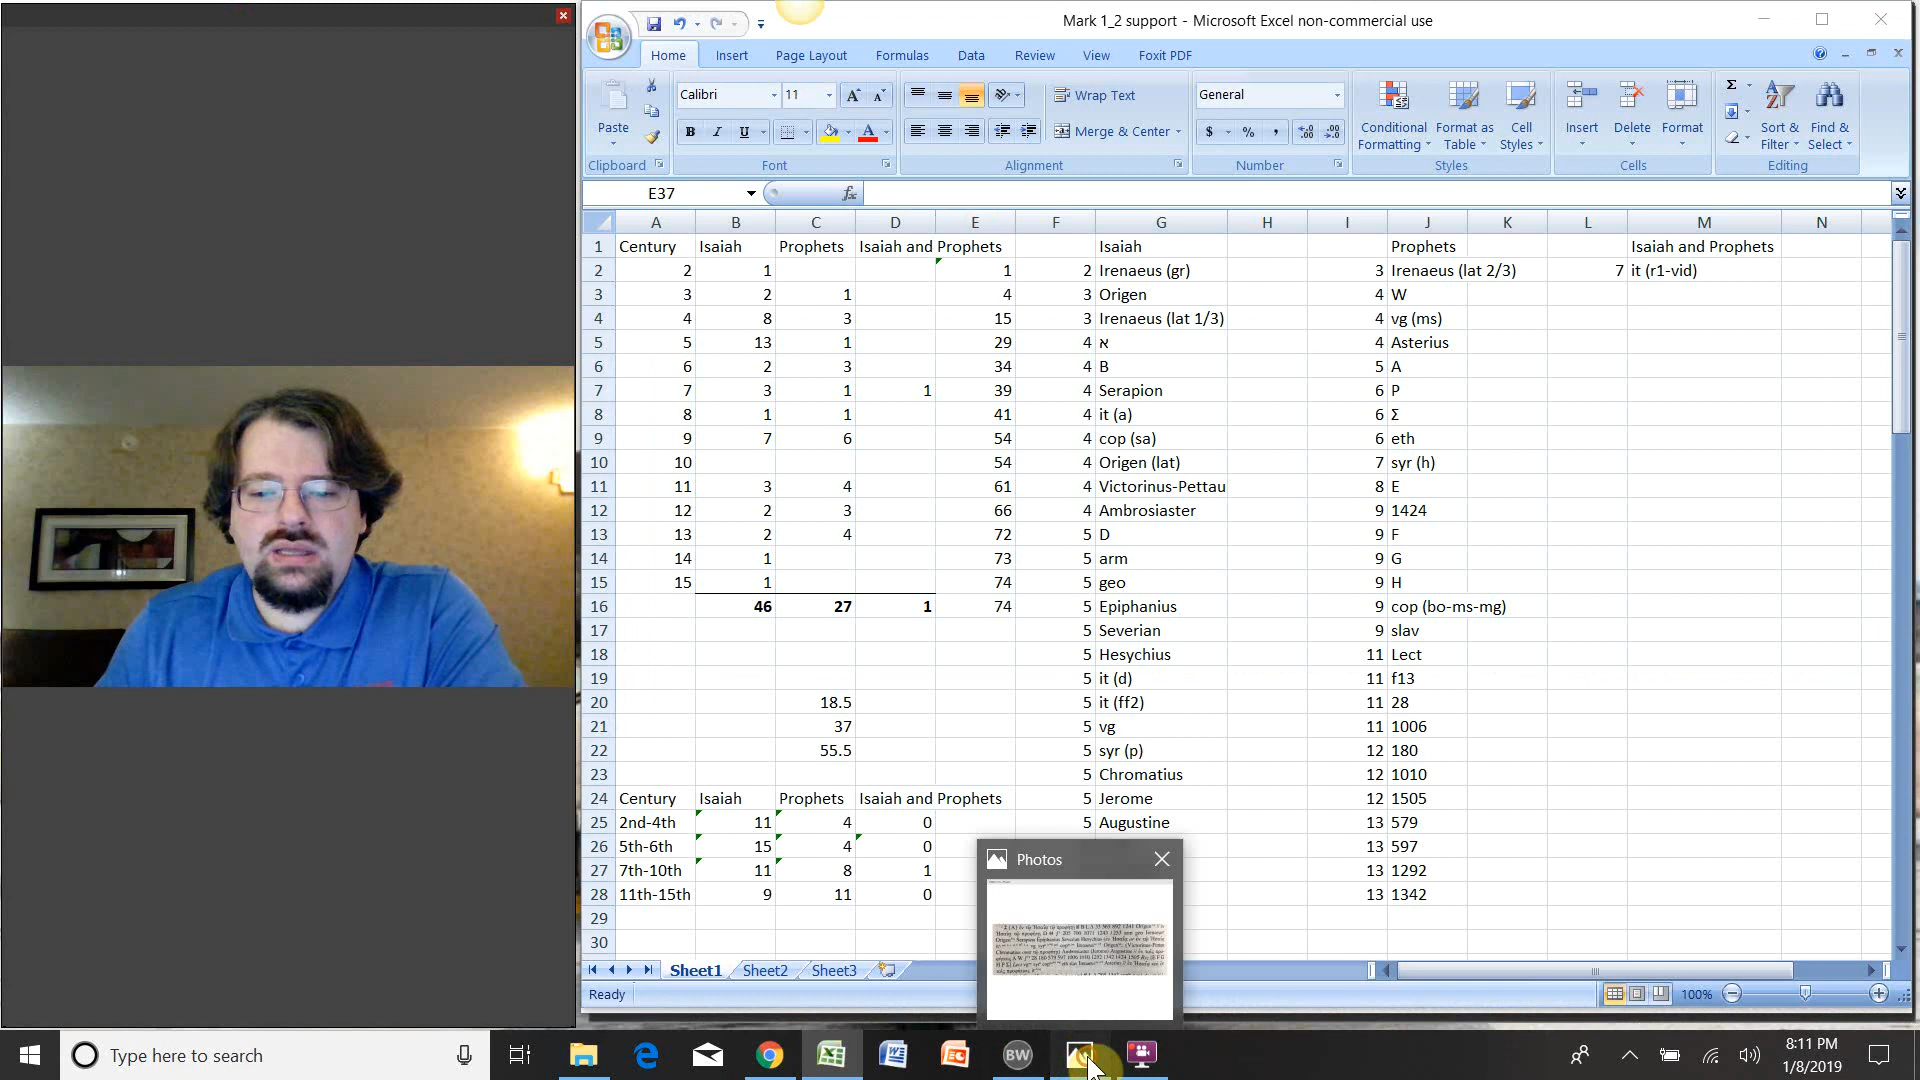 Mark 1_2 support - Microsoft Excel non-commercial use
Home Insert Page Layout Formulas Data Review View Foxit PDF
Calibri 11 Wrap Text General
Paste Merge & Center $ % , Conditional Formatting Format as Table Cell Styles Insert Delete Format Σ Sort & Filter Find & Select
B I U A
Clipboard Font Alignment Number Styles Cells Editing
E37 fx
A B C D E F G H I J K L M N
1 Century Isaiah Prophets Isaiah and Prophets Isaiah Prophets Isaiah and Prophets
2 2 1 1 2 Irenaeus (gr) 3 Irenaeus (lat 2/3) 7 it (r1-vid)
3 3 2 1 4 3 Origen 4 W
4 4 8 3 15 3 Irenaeus (lat 1/3) 4 vg (ms)
5 5 13 1 29 4 א 4 Asterius
6 6 2 3 34 4 B 5 A
7 7 3 1 1 39 4 Serapion 6 P
8 8 1 1 41 4 it (a) 6 Σ
9 9 7 6 54 4 cop (sa) 6 eth
10 10 54 4 Origen (lat) 7 syr (h)
11 11 3 4 61 4 Victorinus-Pettau 8 E
12 12 2 3 66 4 Ambrosiaster 9 1424
13 13 2 4 72 5 D 9 F
14 14 1 73 5 arm 9 G
15 15 1 74 5 geo 9 H
16 46 27 1 74 5 Epiphanius 9 cop (bo-ms-mg)
17 5 Severian 9 slav
18 5 Hesychius 11 Lect
19 5 it (d) 11 f13
20 18.5 5 it (ff2) 11 28
21 37 5 vg 11 1006
22 55.5 5 syr (p) 12 180
23 5 Chromatius 12 1010
24 Century Isaiah Prophets Isaiah and Prophets 5 Jerome 12 1505
25 2nd-4th 11 4 0 5 Augustine 13 579
26 5th-6th 15 4 0 13 597
27 7th-10th 11 8 1 13 1292
28 11th-15th 9 11 0 13 1342
29
30
Photos
Sheet1 Sheet2 Sheet3
Ready 100%
Type here to search
BW
8:11 PM
1/8/2019